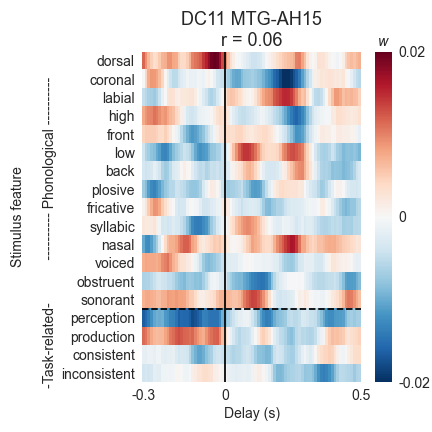 DC11 MTG-AH15
r = 0.06
w
dorsal
coronal
labial
high
front
low
back
plosive
fricative
syllabic
nasal
voiced
obstruent
sonorant
perception
production
consistent
inconsistent
Stimulus feature
---------- Phonological ----------
-Task-related-
0.02
0
-0.02
-0.3
0
0.5
Delay (s)